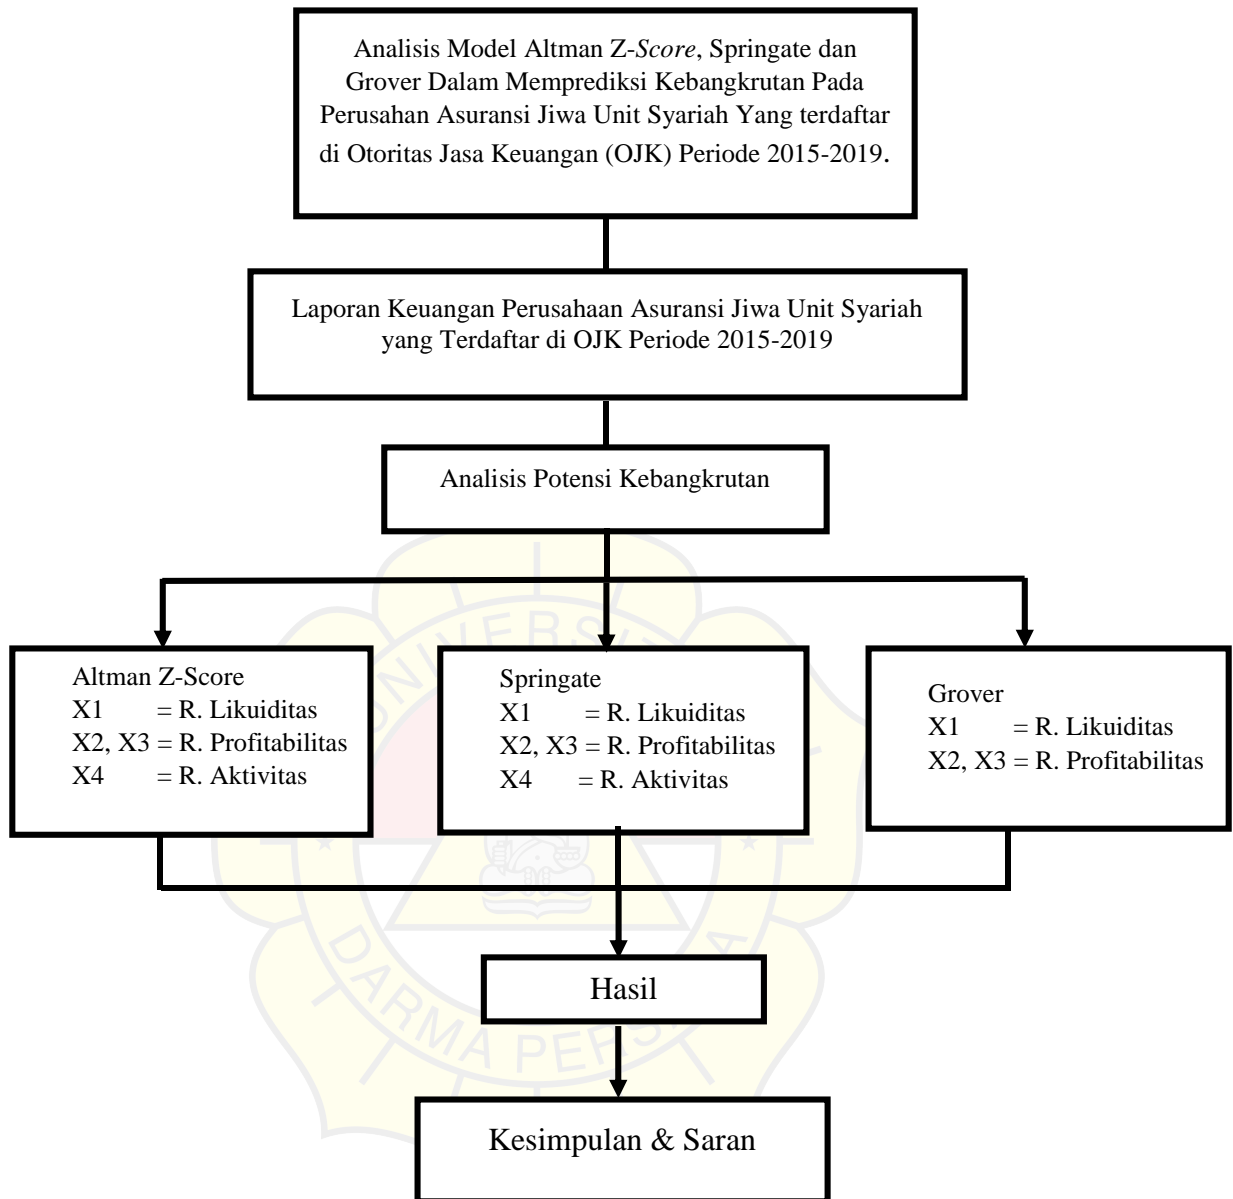 Analisis Model Altman Z-Score, Springate dan
Grover Dalam Memprediksi Kebangkrutan Pada
Perusahan Asuransi Jiwa Unit Syariah Yang terdaftar
di Otoritas Jasa Keuangan (OJK) Periode 2015-2019.
Laporan Keuangan Perusahaan Asuransi Jiwa Unit Syariah
yang Terdaftar di OJK Periode 2015-2019
Analisis Potensi Kebangkrutan
Altman Z-Score
X1 = R. Likuiditas
X2, X3 = R. Profitabilitas
X4 = R. Aktivitas
Springate
X1 = R. Likuiditas
X2, X3 = R. Profitabilitas
X4 = R. Aktivitas
Grover
X1 = R. Likuiditas
X2, X3 = R. Profitabilitas
Hasil
Kesimpulan & Saran
DARMA